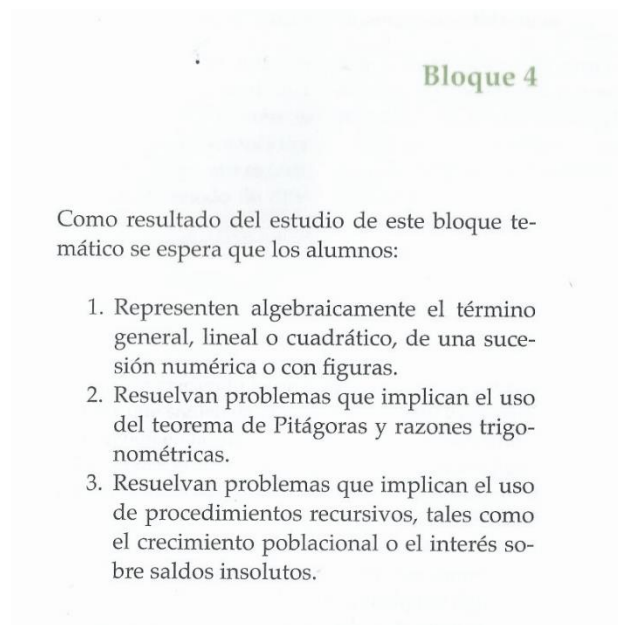 Bloque 4
Como resultado del estudio de este bloque te-
mático se espera que los alumnos:
1. Representen algebraicamente el término
general, lineal o cuadrático, de una suce-
sión numérica o con figuras.
2. Resuelvan problemas que implican el uso
del teorema de Pitágoras y razones trigo-
nométricas.
3. Resuelvan problemas que implican el uso
de procedimientos recursivos, tales como
el crecimiento poblacional o el interés so-
bre saldos insolutos.